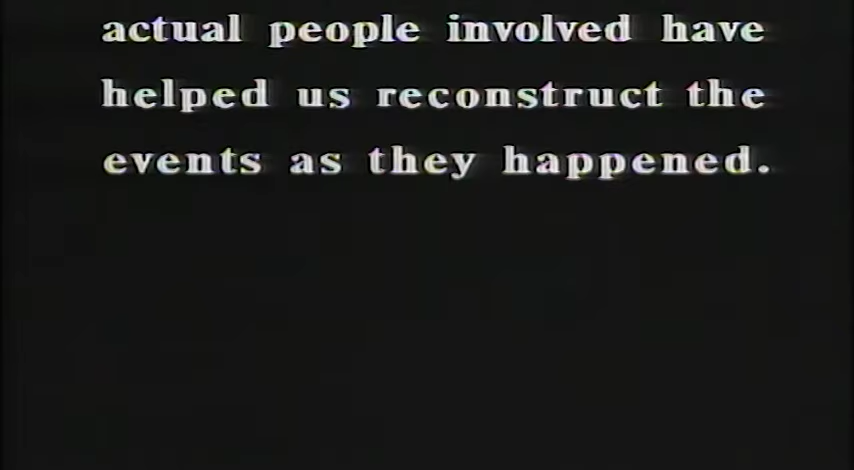 actual people involved have
helped us reconstruct the
events as they happened.